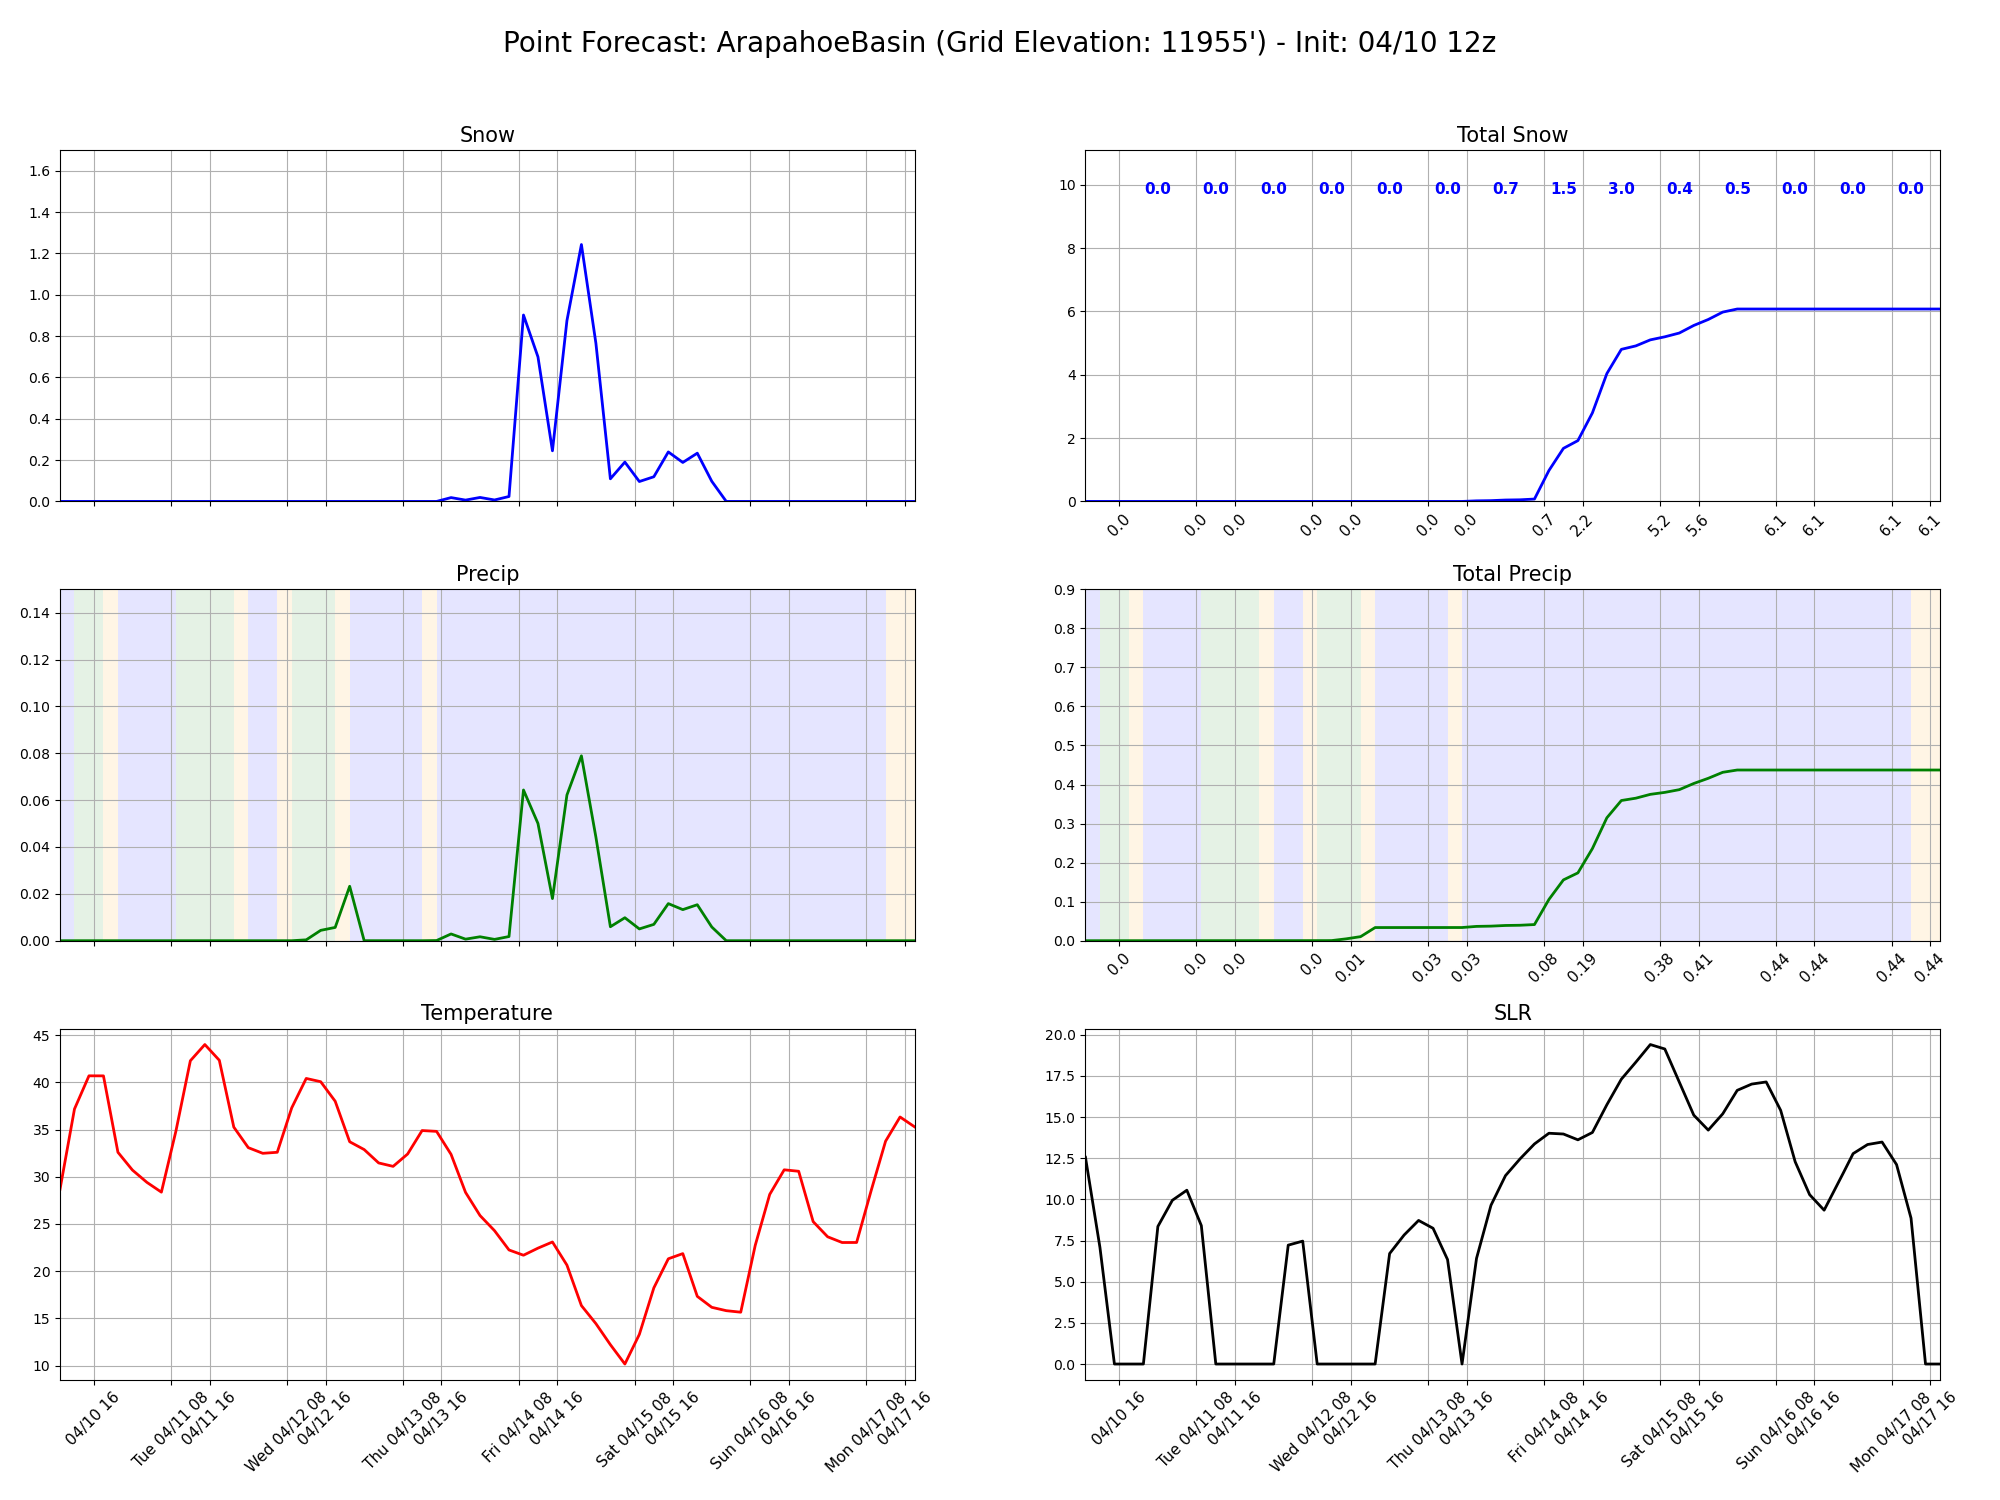 Point Forecast: ArapahoeBasin (Grid Elevation: 11955') - Init: 04/10 12z
Snow
1.6
1.4
1.2
1.0
0.8
0.6
0.4
0.2
0.0
Total Snow
10
8
6
4
2
0
0.0 0.0 0.0 0.0 0.0 0.0 0.7 1.5 3.0 0.4 0.5 0.0 0.0 0.0
0.0 0.0 0.0 0.0 0.0 0.0 0.0 0.7 2.2 5.2 5.6 6.1 6.1 6.1 6.1
Precip
0.14
0.12
0.10
0.08
0.06
0.04
0.02
0.00
Total Precip
0.9
0.8
0.7
0.6
0.5
0.4
0.3
0.2
0.1
0.0
0.0 0.0 0.0 0.0 0.01 0.03 0.03 0.08 0.19 0.38 0.41 0.44 0.44 0.44 0.44
Temperature
45
40
35
30
25
20
15
10
04/10 16
Tue 04/11 08
04/11 16
Wed 04/12 08
04/12 16
Thu 04/13 08
04/13 16
Fri 04/14 08
04/14 16
Sat 04/15 08
04/15 16
Sun 04/16 08
04/16 16
Mon 04/17 08
04/17 16
SLR
20.0
17.5
15.0
12.5
10.0
7.5
5.0
2.5
0.0
04/10 16
Tue 04/11 08
04/11 16
Wed 04/12 08
04/12 16
Thu 04/13 08
04/13 16
Fri 04/14 08
04/14 16
Sat 04/15 08
04/15 16
Sun 04/16 08
04/16 16
Mon 04/17 08
04/17 16